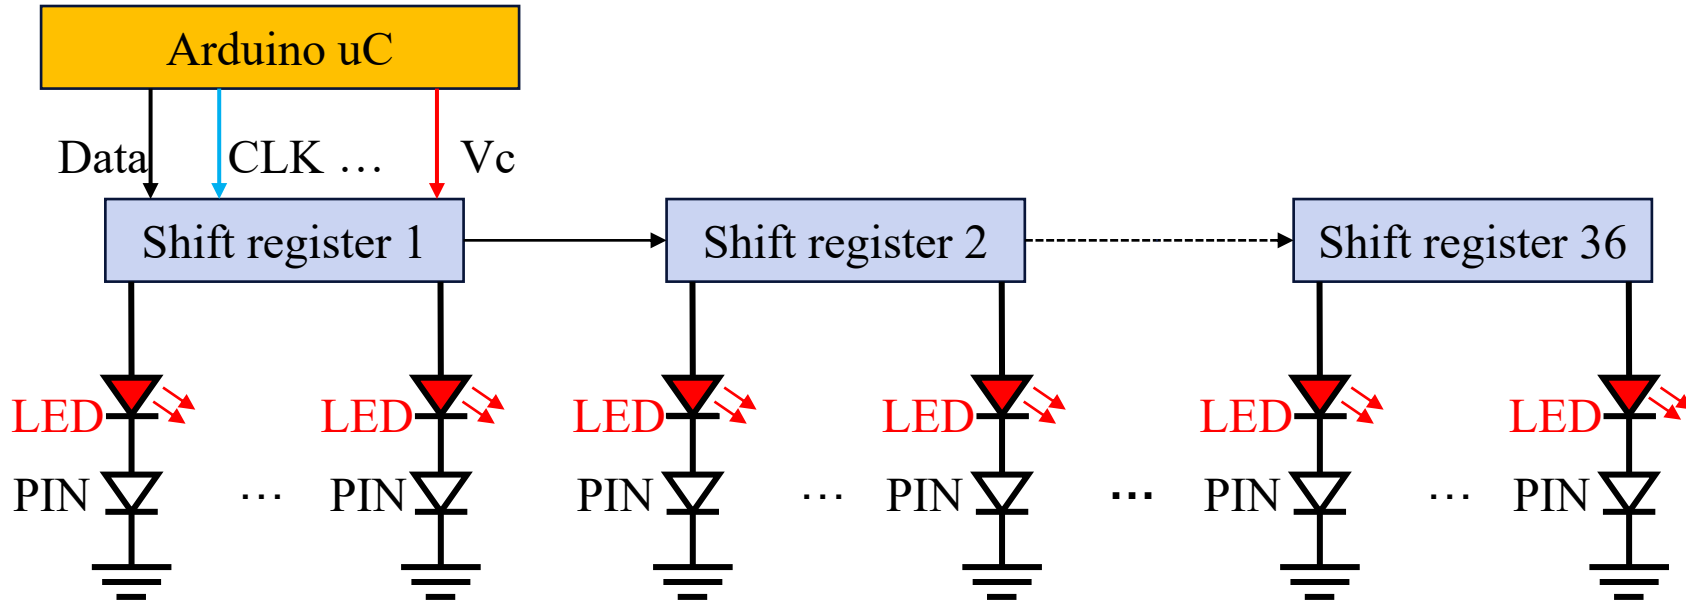 Arduino uC
Data CLK … Vc
Shift register 1 Shift register 2 Shift register 36
LED LED LED LED LED LED
PIN … PIN PIN … PIN … PIN … PIN